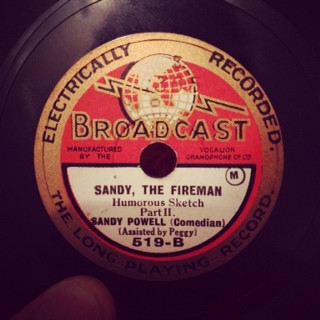 ELECTRICALLY RECORDED.
BROADCAST
MANUFACTURED BY THE
VOCALION GRAMOPHONE CO LTD
M
SANDY, THE FIREMAN
Humorous Sketch
Part II.
SANDY POWELL (Comedian)
(Assisted by Peggy)
519-B
THE LONG PLAYING RECORD.